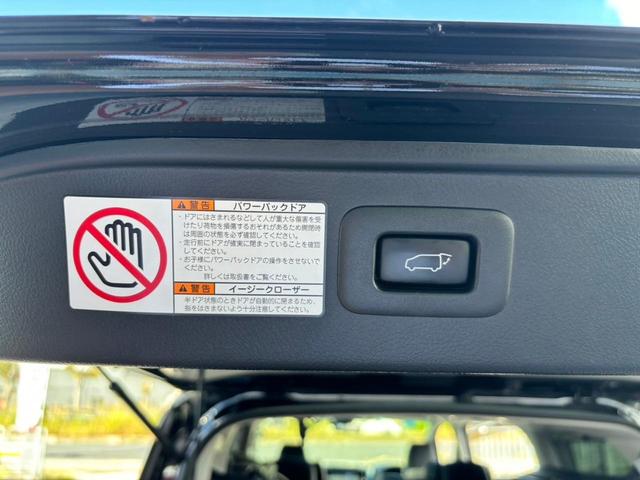 警告 パワーバックドア
・ドアにはさまれるなどして人が重大な傷害を受
けたり荷物を損傷するおそれがあるため開閉時
は周囲の状態を必ず確認してください。
・走行前にドアが確実に閉まっていることを確認
してください。
・お子様にパワーバックドアの操作をさせないで
ください。
詳しくは取扱書をご覧ください。
警告 イージークローザー
半ドア状態のときドアが自動的に閉まるため、
指をはさまないよう十分注意してください。